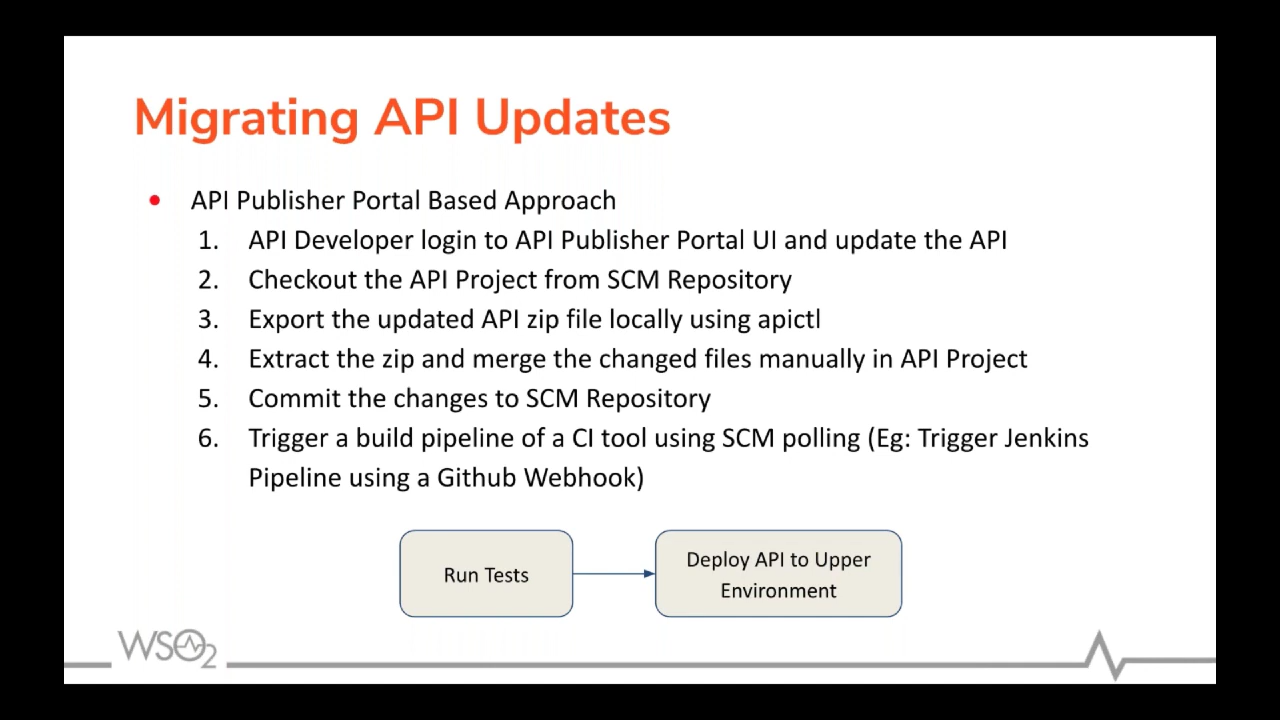 Migrating API Updates
• API Publisher Portal Based Approach
1. API Developer login to API Publisher Portal UI and update the API
2. Checkout the API Project from SCM Repository
3. Export the updated API zip file locally using apictl
4. Extract the zip and merge the changed files manually in API Project
5. Commit the changes to SCM Repository
6. Trigger a build pipeline of a CI tool using SCM polling (Eg: Trigger Jenkins
Pipeline using a Github Webhook)
Run Tests
Deploy API to Upper
Environment
WSO2